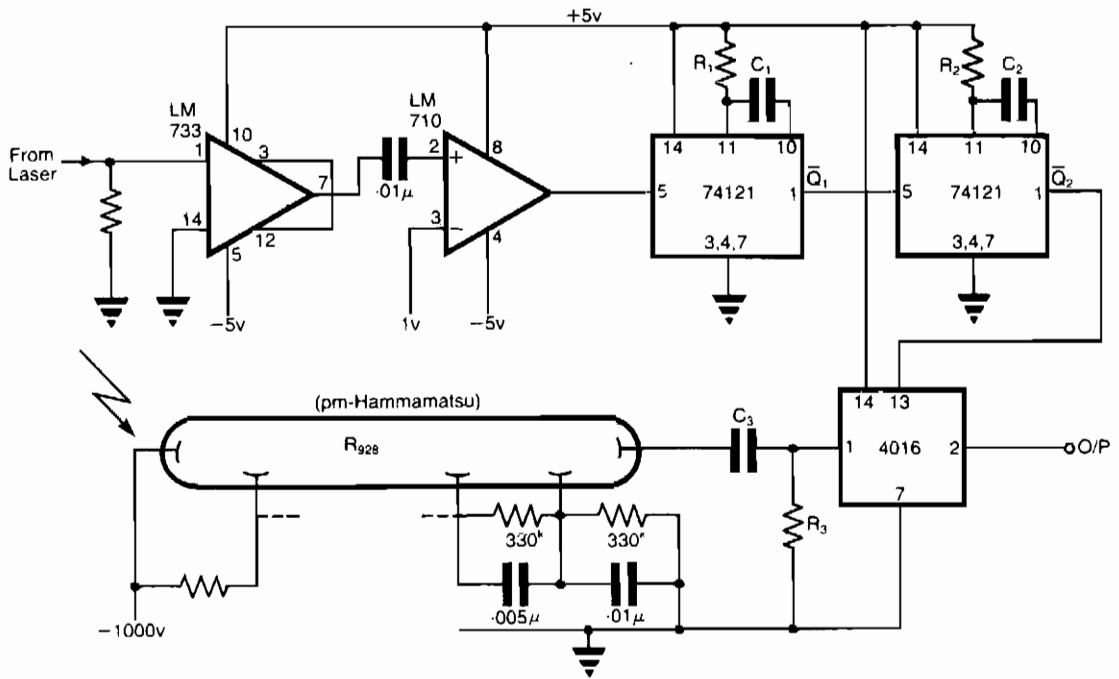 +5v
LM
733
10
1
3
7
14
12
5
-5v
From
Laser
·01μ
LM
710
2
+
8
3
−
4
1v
-5v
R1
C1
14
11
10
5
74121
1
Q̅1
3,4,7
R2
C2
14
11
10
5
74121
1
Q̅2
3,4,7
(pm-Hammamatsu)
R928
C3
R3
14
13
1
4016
2
7
O/P
330k
330k
·005μ
·01μ
-1000v